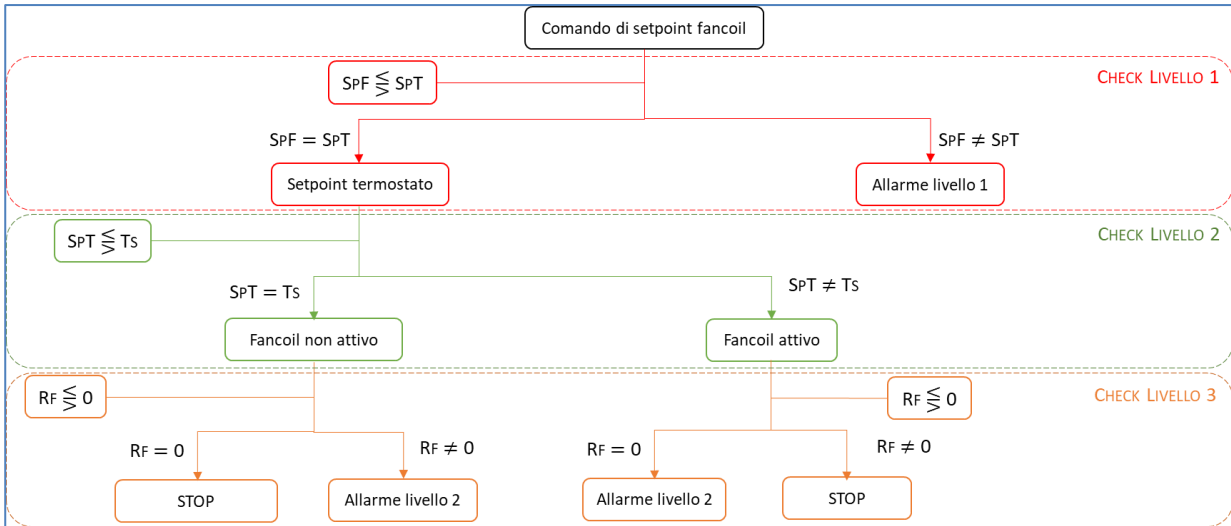 Comando di setpoint fancoil
CHECK LIVELLO 1
SPF ⪋ SPT
SPF = SPT
SPF ≠ SPT
Setpoint termostato
Allarme livello 1
CHECK LIVELLO 2
SPT ⪋ TS
SPT = TS
SPT ≠ TS
Fancoil non attivo
Fancoil attivo
CHECK LIVELLO 3
RF ⪋ 0
RF ⪋ 0
RF = 0
RF ≠ 0
RF = 0
RF ≠ 0
STOP
Allarme livello 2
Allarme livello 2
STOP